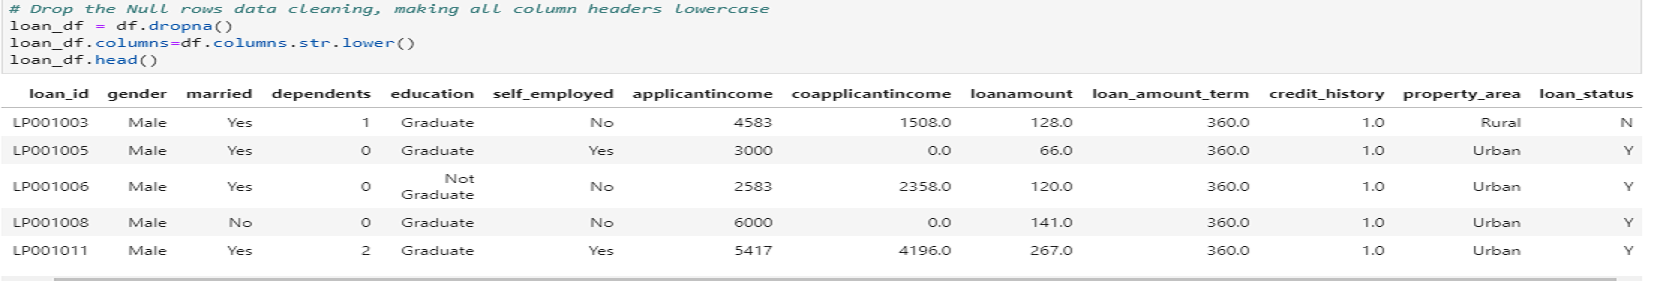 # Drop the Null rows data cleaning, making all column headers lowercase
loan_df = df.dropna()
loan_df.columns=df.columns.str.lower()
loan_df.head()
loan_id gender married dependents education self_employed applicantincome coapplicantincome loanamount loan_amount_term credit_history property_area loan_status
LP001003 Male Yes 1 Graduate No 4583 1508.0 128.0 360.0 1.0 Rural N
LP001005 Male Yes 0 Graduate Yes 3000 0.0 66.0 360.0 1.0 Urban Y
LP001006 Male Yes 0 Not Graduate No 2583 2358.0 120.0 360.0 1.0 Urban Y
LP001008 Male No 0 Graduate No 6000 0.0 141.0 360.0 1.0 Urban Y
LP001011 Male Yes 2 Graduate Yes 5417 4196.0 267.0 360.0 1.0 Urban Y